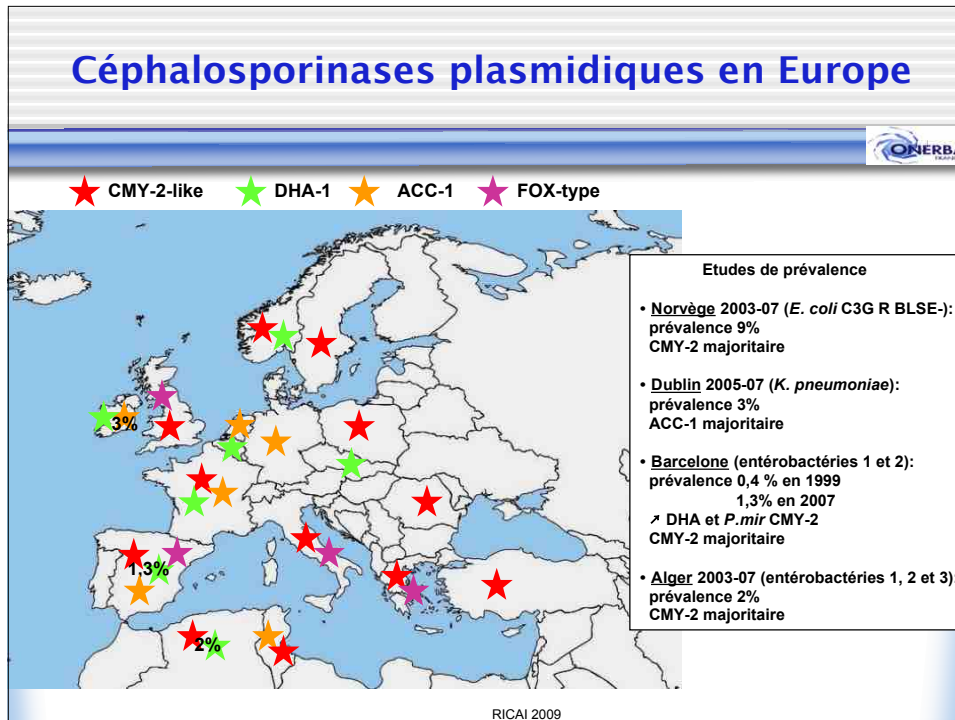 Céphalosporinases plasmidiques en Europe
CMY-2-like
DHA-1
ACC-1
FOX-type
3%
1,3%
2%
Etudes de prévalence
• Norvège 2003-07 (E. coli C3G R BLSE-):
prévalence 9%
CMY-2 majoritaire
• Dublin 2005-07 (K. pneumoniae):
prévalence 3%
ACC-1 majoritaire
• Barcelone (entérobactéries 1 et 2):
prévalence 0,4 % en 1999
1,3% en 2007
↗ DHA et P.mir CMY-2
CMY-2 majoritaire
• Alger 2003-07 (entérobactéries 1, 2 et 3):
prévalence 2%
CMY-2 majoritaire
RICAI 2009